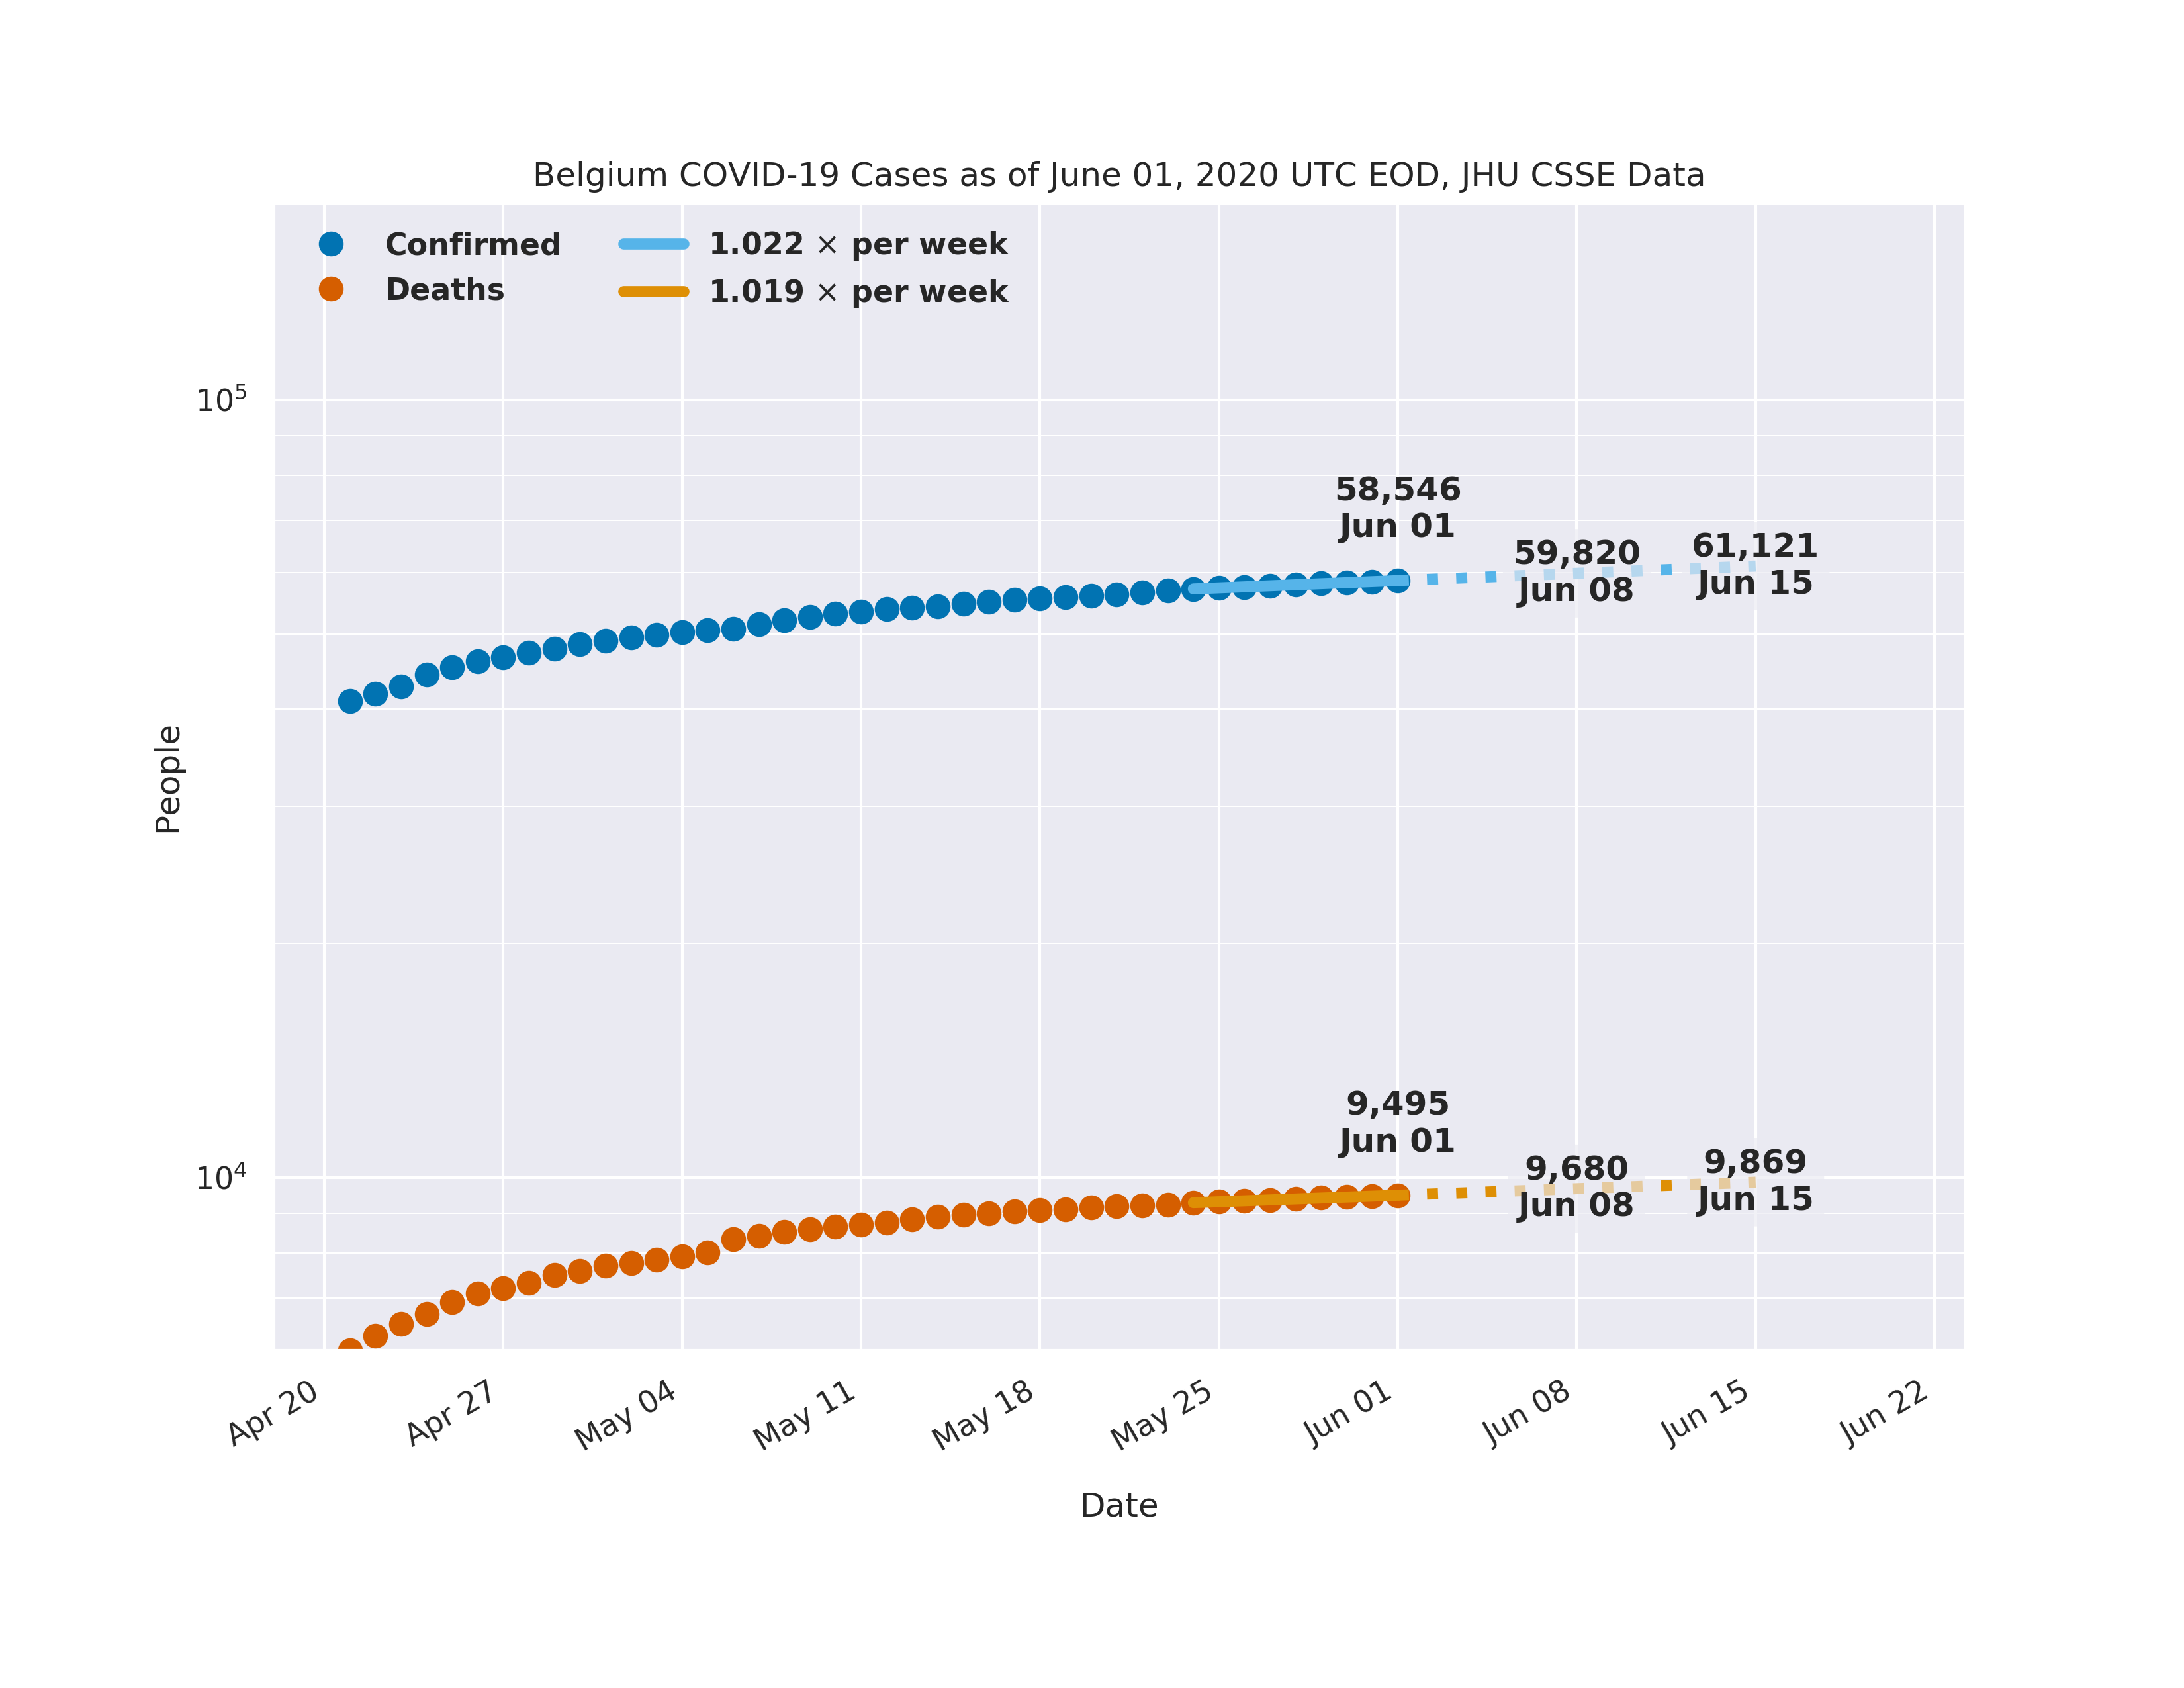 Belgium COVID-19 Cases as of June 01, 2020 UTC EOD, JHU CSSE Data
Confirmed
Deaths
1.022 × per week
1.019 × per week
10⁵
10⁴
People
58,546
Jun 01
59,820
Jun 08
61,121
Jun 15
9,495
Jun 01
9,680
Jun 08
9,869
Jun 15
Apr 20
Apr 27
May 04
May 11
May 18
May 25
Jun 01
Jun 08
Jun 15
Jun 22
Date